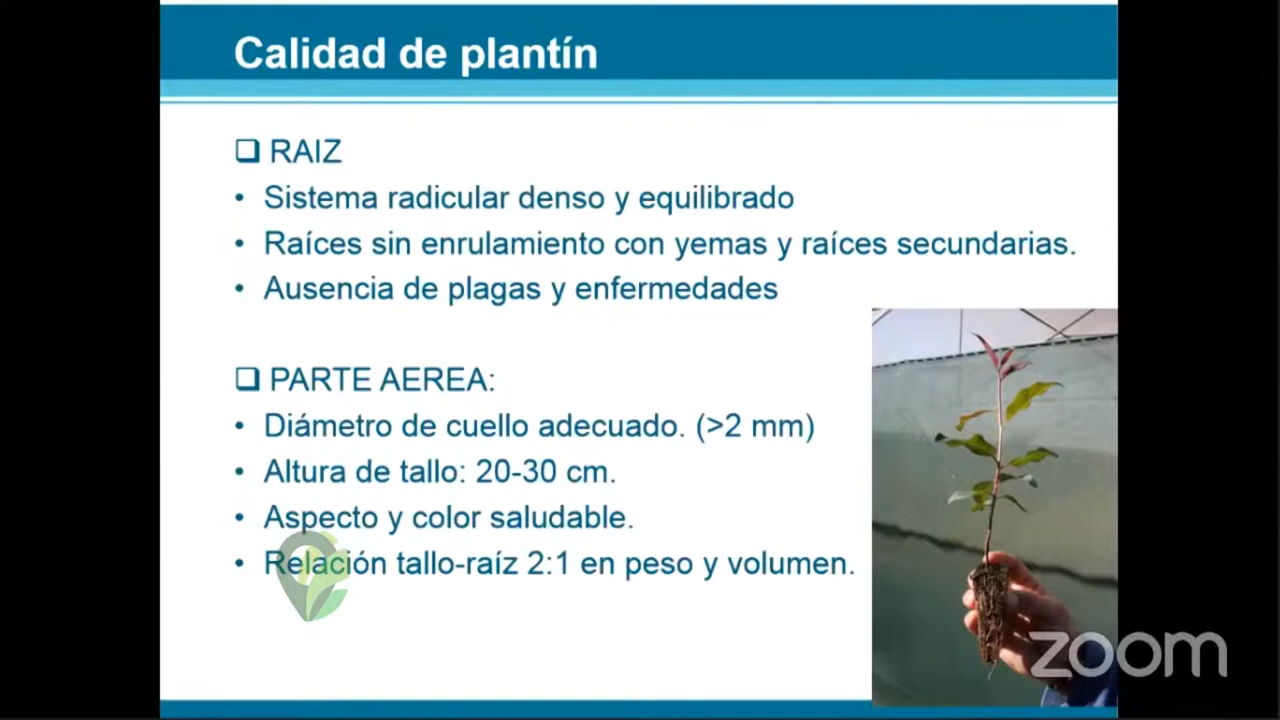 Calidad de plantín
RAIZ
• Sistema radicular denso y equilibrado
• Raíces sin enrulamiento con yemas y raíces secundarias.
• Ausencia de plagas y enfermedades
PARTE AEREA:
• Diámetro de cuello adecuado. (>2 mm)
• Altura de tallo: 20-30 cm.
• Aspecto y color saludable.
• Relación tallo-raíz 2:1 en peso y volumen.
zoom